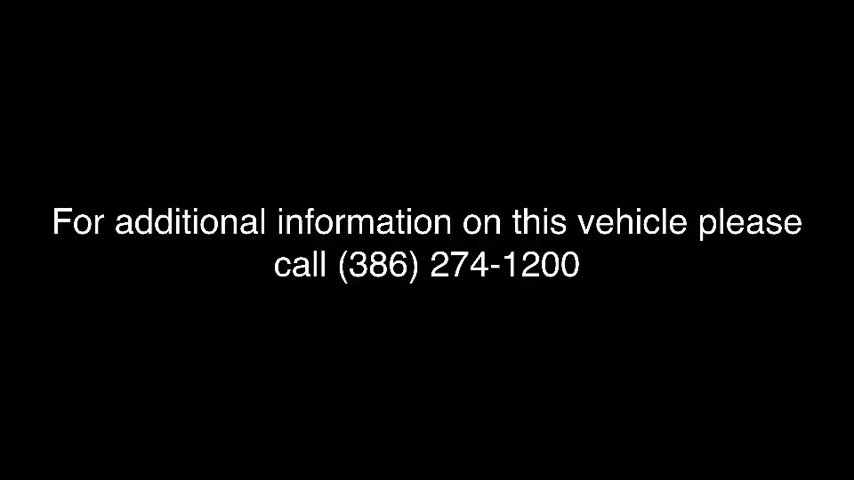 For additional information on this vehicle please
call (386) 274-1200